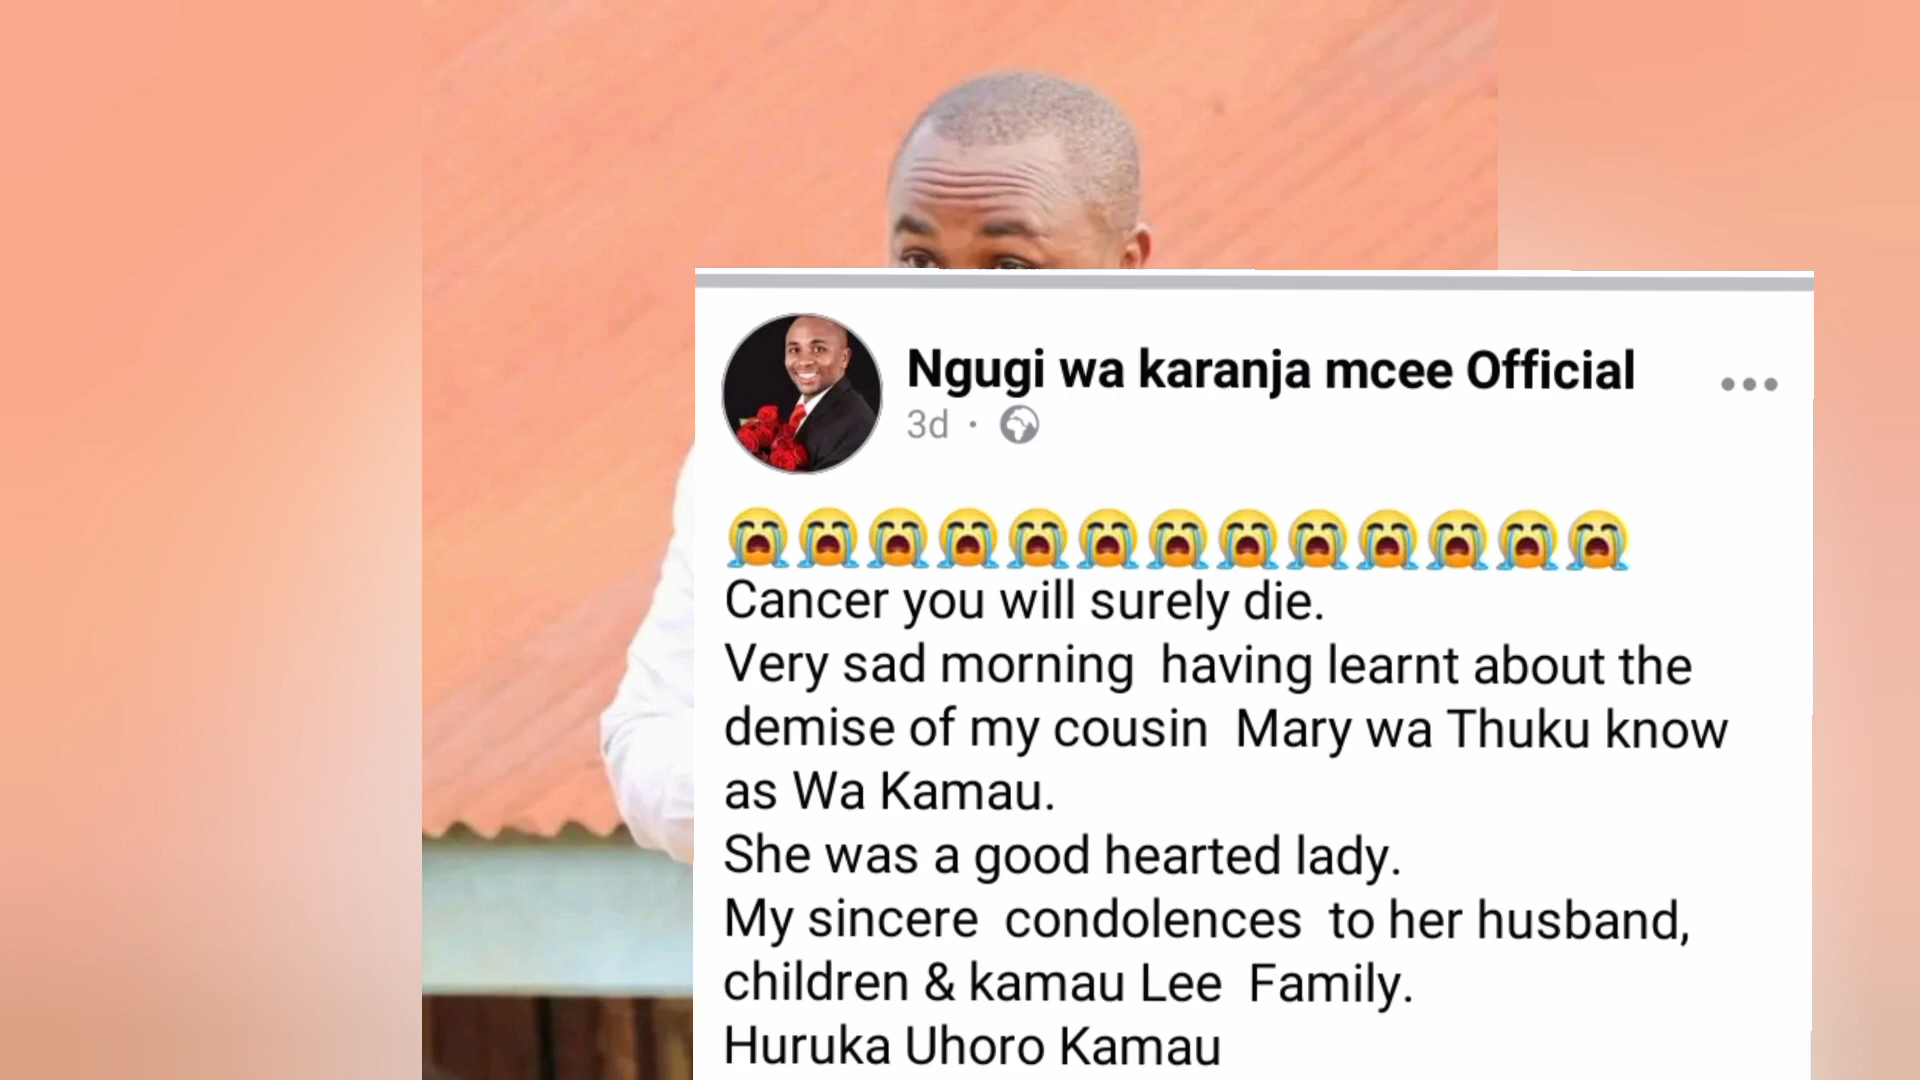 Ngugi wa karanja mcee Official
3d ·
😭😭😭😭😭😭😭😭😭😭😭😭😭
Cancer you will surely die.
Very sad morning having learnt about the
demise of my cousin Mary wa Thuku know
as Wa Kamau.
She was a good hearted lady.
My sincere condolences to her husband,
children & kamau Lee Family.
Huruka Uhoro Kamau